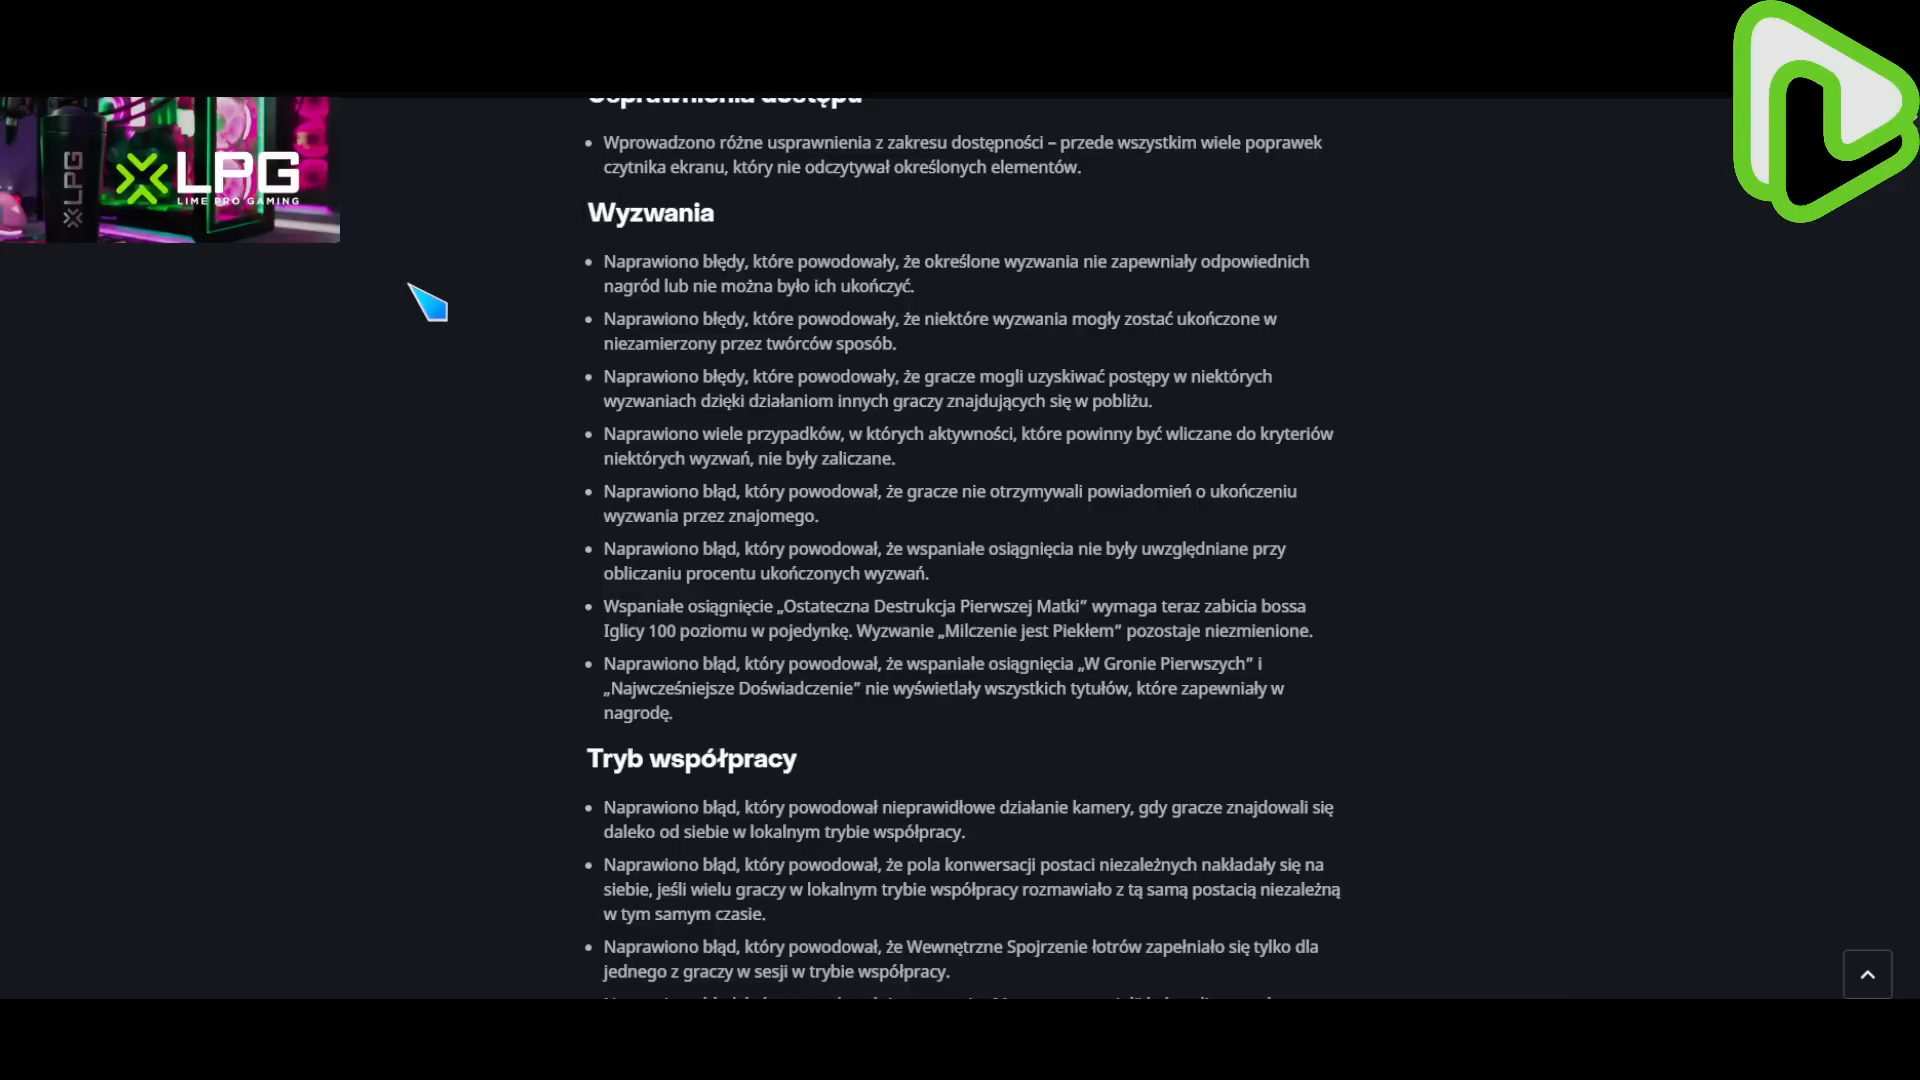 Usprawnienia dostępu
Wprowadzono różne usprawnienia z zakresu dostępności – przede wszystkim wiele poprawek
czytnika ekranu, który nie odczytywał określonych elementów.
LPG
XLPG
LIME PRO GAMING
Wyzwania
Naprawiono błędy, które powodowały, że określone wyzwania nie zapewniały odpowiednich
nagród lub nie można było ich ukończyć.
Naprawiono błędy, które powodowały, że niektóre wyzwania mogły zostać ukończone w
niezamierzony przez twórców sposób.
Naprawiono błędy, które powodowały, że gracze mogli uzyskiwać postępy w niektórych
wyzwaniach dzięki działaniom innych graczy znajdujących się w pobliżu.
Naprawiono wiele przypadków, w których aktywności, które powinny być wliczane do kryteriów
niektórych wyzwań, nie były zaliczane.
Naprawiono błąd, który powodował, że gracze nie otrzymywali powiadomień o ukończeniu
wyzwania przez znajomego.
Naprawiono błąd, który powodował, że wspaniałe osiągnięcia nie były uwzględniane przy
obliczaniu procentu ukończonych wyzwań.
Wspaniałe osiągnięcie „Ostateczna Destrukcja Pierwszej Matki” wymaga teraz zabicia bossa
Iglicy 100 poziomu w pojedynkę. Wyzwanie „Milczenie jest Piekłem” pozostaje niezmienione.
Naprawiono błąd, który powodował, że wspaniałe osiągnięcia „W Gronie Pierwszych” i
„Najwcześniejsze Doświadczenie” nie wyświetlały wszystkich tytułów, które zapewniały w
nagrodę.
Tryb współpracy
Naprawiono błąd, który powodował nieprawidłowe działanie kamery, gdy gracze znajdowali się
daleko od siebie w lokalnym trybie współpracy.
Naprawiono błąd, który powodował, że pola konwersacji postaci niezależnych nakładały się na
siebie, jeśli wielu graczy w lokalnym trybie współpracy rozmawiało z tą samą postacią niezależną
w tym samym czasie.
Naprawiono błąd, który powodował, że Wewnętrzne Spojrzenie łotrów zapełniało się tylko dla
jednego z graczy w sesji w trybie współpracy.